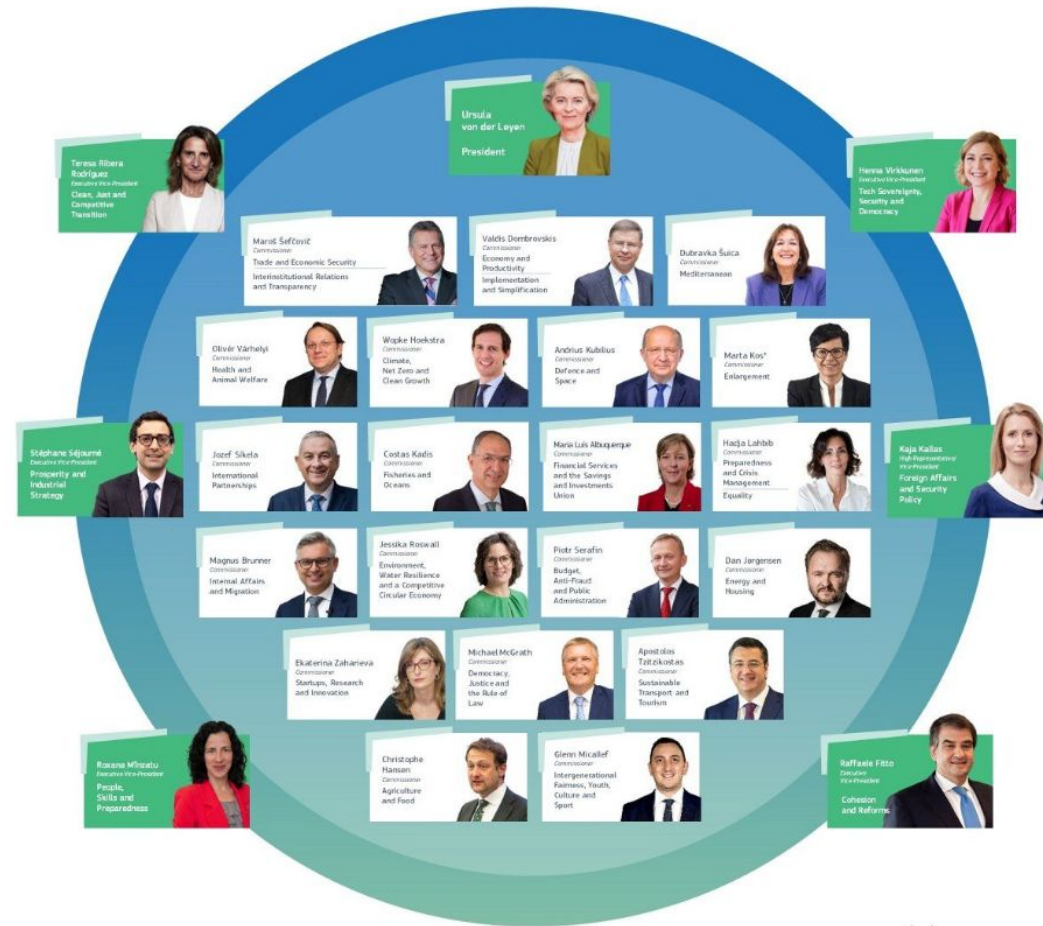 Ursula
von der Leyen
President
Teresa Ribera
Rodríguez
Executive Vice-President
Clean, Just and
Competitive
Transition
Henna Virkkunen
Executive Vice-President
Tech Sovereignty,
Security and
Democracy
Maroš Šefčovič
Commissioner
Trade and Economic Security
Interinstitutional Relations
and Transparency
Valdis Dombrovskis
Commissioner
Economy and
Productivity
Implementation
and Simplification
Dubravka Šuica
Commissioner
Mediterranean
Olivér Várhelyi
Commissioner
Health and
Animal Welfare
Wopke Hoekstra
Commissioner
Climate,
Net Zero and
Clean Growth
Andrius Kubilius
Commissioner
Defence and
Space
Marta Kos*
Commissioner
Enlargement
Stéphane Séjourné
Executive Vice-President
Prosperity and
Industrial
Strategy
Jozef Síkela
Commissioner
International
Partnerships
Costas Kadis
Commissioner
Fisheries and
Oceans
Maria Luís Albuquerque
Commissioner
Financial Services
and the Savings
and Investments
Union
Hadja Lahbib
Commissioner
Preparedness
and Crisis
Management
Equality
Kaja Kallas
High Representative/
Vice-President
Foreign Affairs
and Security
Policy
Magnus Brunner
Commissioner
Internal Affairs
and Migration
Jessika Roswall
Commissioner
Environment,
Water Resilience
and a Competitive
Circular Economy
Piotr Serafin
Commissioner
Budget,
Anti-Fraud
and Public
Administration
Dan Jørgensen
Commissioner
Energy and
Housing
Ekaterina Zaharieva
Commissioner
Startups, Research
and Innovation
Michael McGrath
Commissioner
Democracy,
Justice and
the Rule of
Law
Apostolos
Tzitzikostas
Commissioner
Sustainable
Transport and
Tourism
Roxana Mînzatu
Executive Vice-President
People,
Skills and
Preparedness
Christophe
Hansen
Commissioner
Agriculture
and Food
Glenn Micallef
Commissioner
Intergenerational
Fairness, Youth,
Culture and
Sport
Raffaele Fitto
Executive
Vice-President
Cohesion
and Reforms